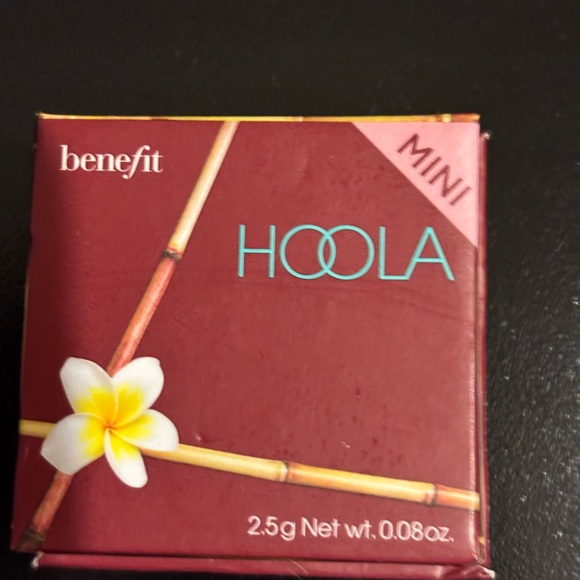 benefit
MINI
HOOLA
2.5g Net wt. 0.08oz.